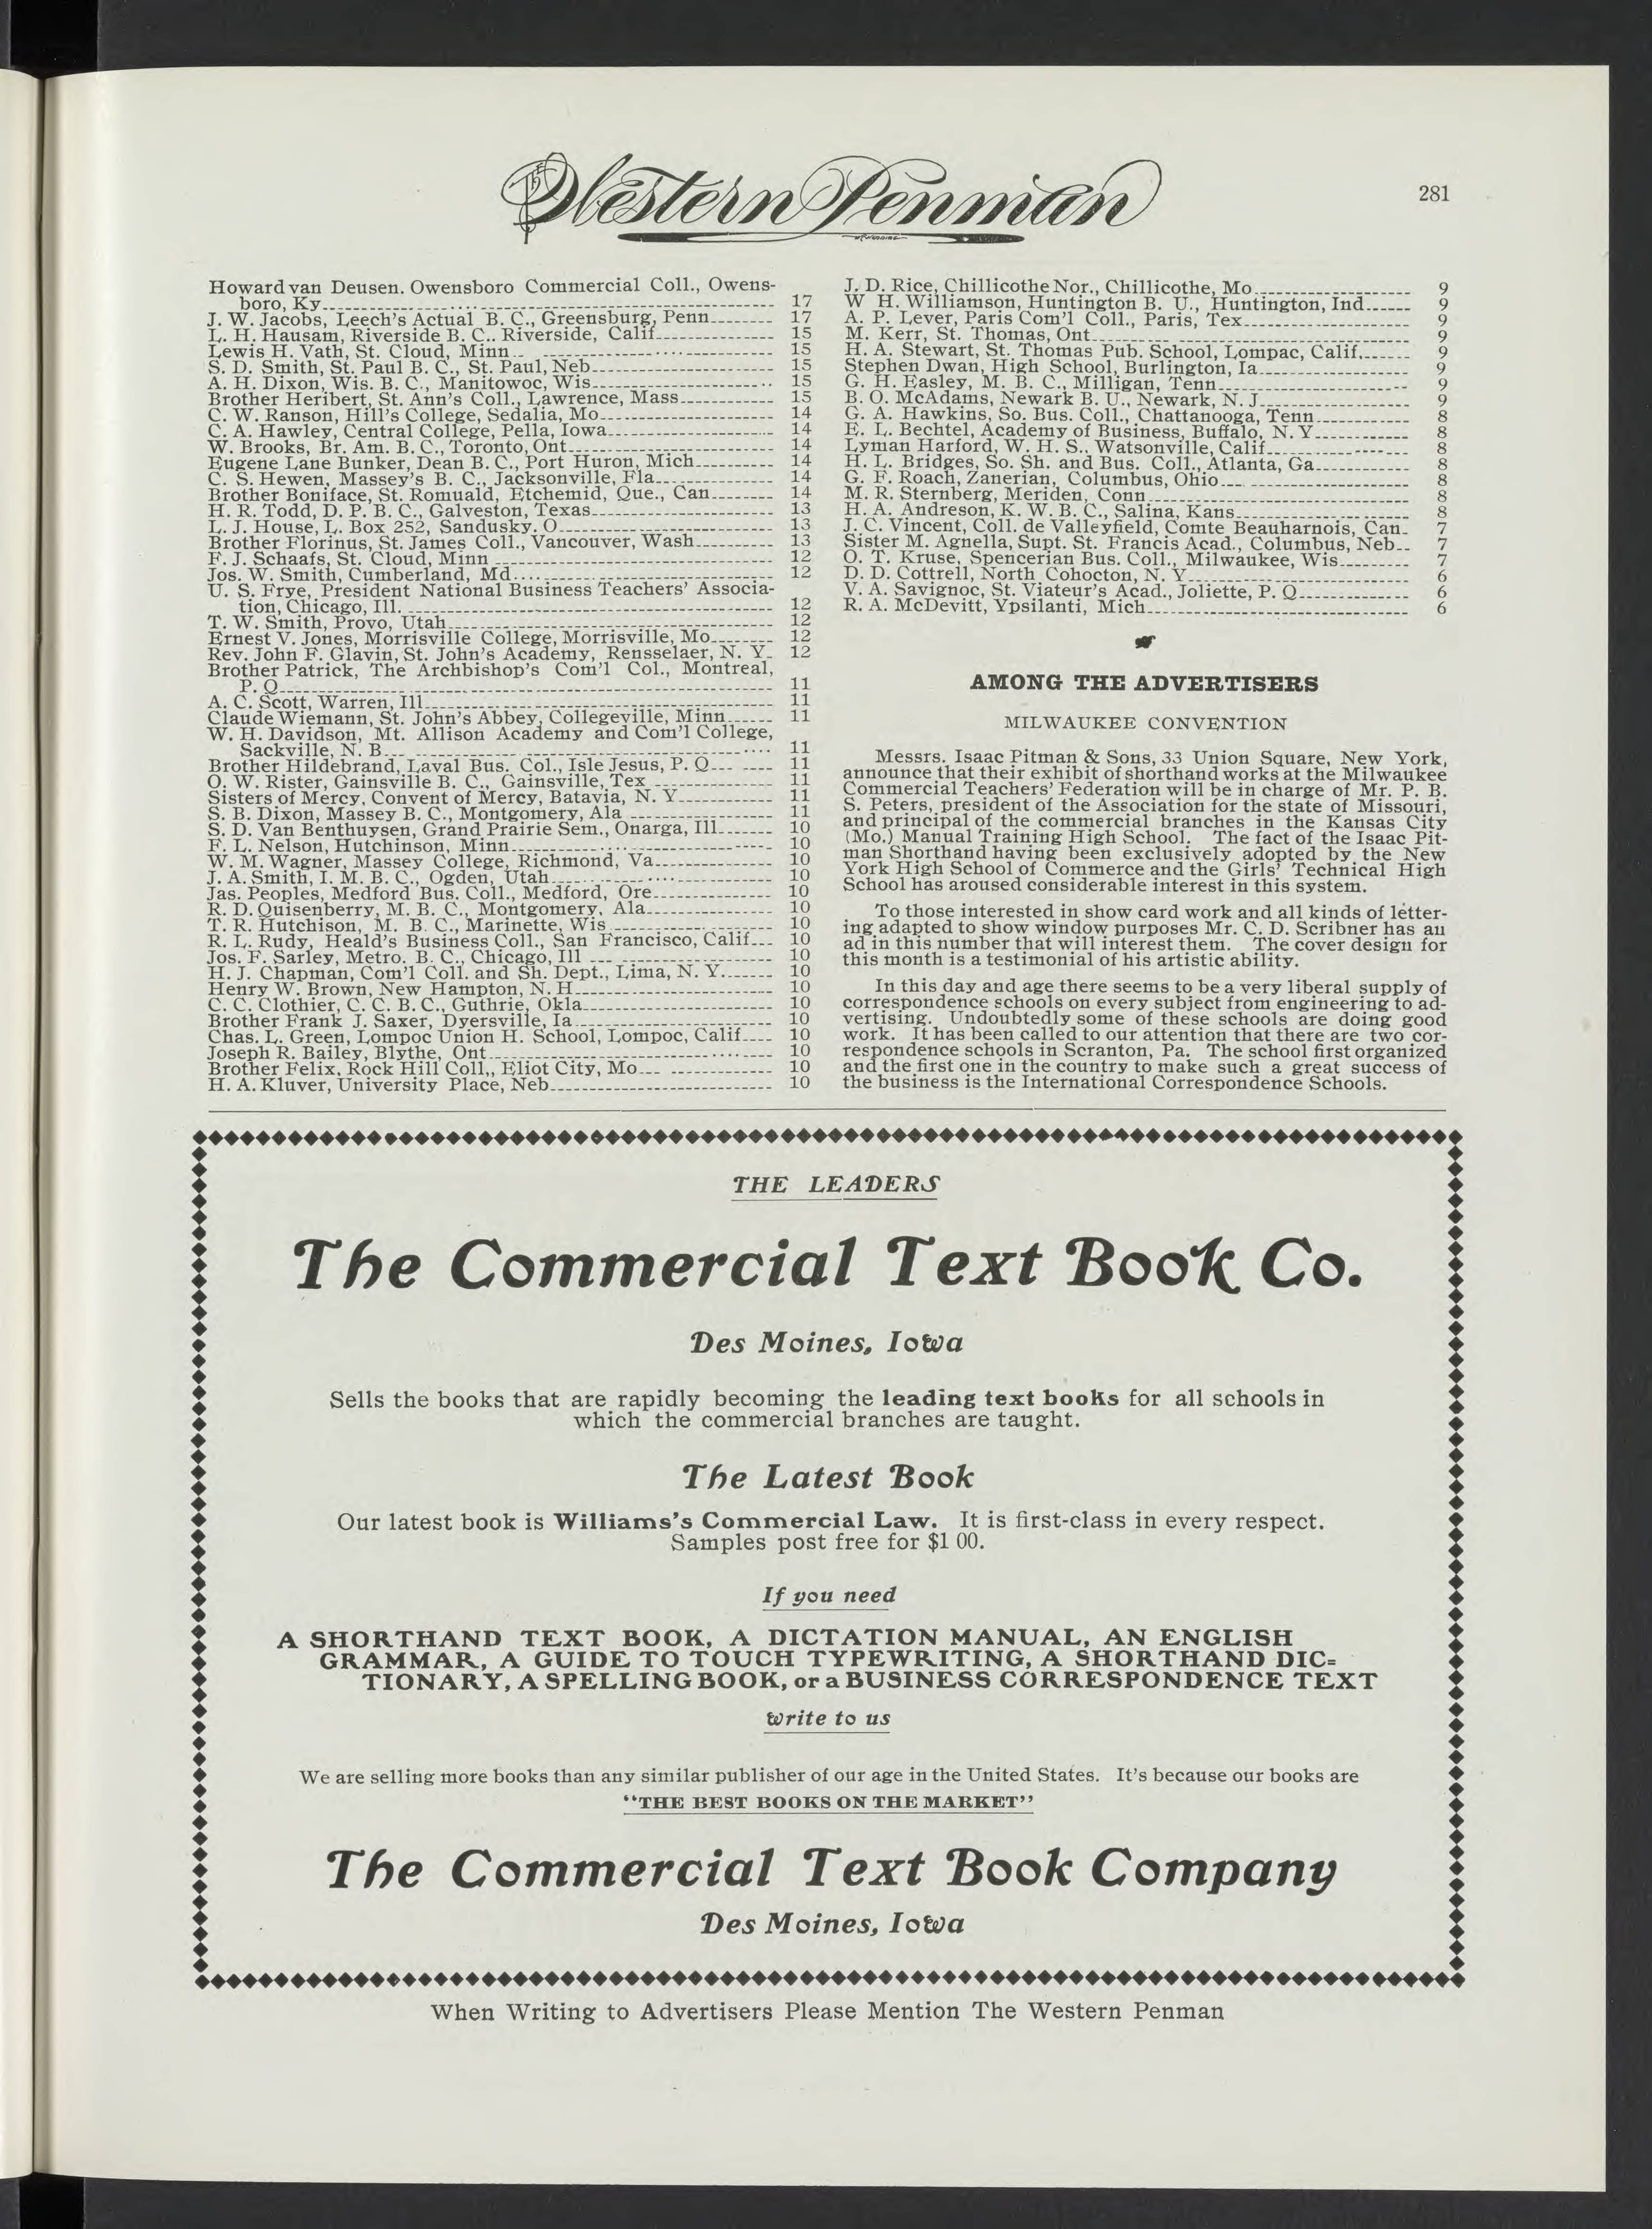 The Western Penman
281
Howard van Deusen. Owensboro Commercial Coll., Owens-
boro, Ky 17
J. W. Jacobs, Leech's Actual B. C., Greensburg, Penn 17
L. H. Hausam, Riverside B. C.. Riverside, Calif 15
Lewis H. Vath, St. Cloud, Minn 15
S. D. Smith, St. Paul B. C., St. Paul, Neb 15
A. H. Dixon, Wis. B. C., Manitowoc, Wis 15
Brother Heribert, St. Ann's Coll., Lawrence, Mass 15
C. W. Ranson, Hill's College, Sedalia, Mo 14
C. A. Hawley, Central College, Pella, Iowa 14
W. Brooks, Br. Am. B. C., Toronto, Ont 14
Eugene Lane Bunker, Dean B. C., Port Huron, Mich 14
C. S. Hewen, Massey's B. C., Jacksonville, Fla 14
Brother Boniface, St. Romuald, Etchemid, Que., Can 14
H. R. Todd, D. P. B. C., Galveston, Texas 13
L. J. House, L. Box 252, Sandusky, O 13
Brother Florinus, St. James Coll., Vancouver, Wash 13
F. J. Schaafs, St. Cloud, Minn 12
Jos. W. Smith, Cumberland, Md 12
U. S. Frye, President National Business Teachers' Associa-
tion, Chicago, Ill. 12
T. W. Smith, Provo, Utah 12
Ernest V. Jones, Morrisville College, Morrisville, Mo 12
Rev. John F. Glavin, St. John's Academy, Rensselaer, N. Y. 12
Brother Patrick, The Archbishop's Com'l Col., Montreal,
P. Q 11
A. C. Scott, Warren, Ill 11
Claude Wiemann, St. John's Abbey, Collegeville, Minn 11
W. H. Davidson, Mt. Allison Academy and Com'l College,
Sackville, N. B 11
Brother Hildebrand, Laval Bus. Col., Isle Jesus, P. Q 11
O. W. Rister, Gainsville B. C., Gainsville, Tex 11
Sisters of Mercy, Convent of Mercy, Batavia, N. Y 11
S. B. Dixon, Massey B. C., Montgomery, Ala 11
S. D. Van Benthuysen, Grand Prairie Sem., Onarga, Ill 10
F. L. Nelson, Hutchinson, Minn 10
W. M. Wagner, Massey College, Richmond, Va 10
J. A. Smith, I. M. B. C., Ogden, Utah 10
Jas. Peoples, Medford Bus. Coll., Medford, Ore 10
R. D. Quisenberry, M. B. C., Montgomery, Ala 10
T. R. Hutchison, M. B. C., Marinette, Wis 10
R. L. Rudy, Heald's Business Coll., San Francisco, Calif 10
Jos. F. Sarley, Metro. B. C., Chicago, Ill 10
H. J. Chapman, Com'l Coll. and Sh. Dept., Lima, N. Y 10
Henry W. Brown, New Hampton, N. H 10
C. C. Clothier, C. C. B. C., Guthrie, Okla 10
Brother Frank J. Saxer, Dyersville, Ia 10
Chas. L. Green, Lompoc Union H. School, Lompoc, Calif 10
Joseph R. Bailey, Blythe, Ont 10
Brother Felix, Rock Hill Coll,, Eliot City, Mo 10
H. A. Kluver, University Place, Neb 10
J. D. Rice, Chillicothe Nor., Chillicothe, Mo 9
W H. Williamson, Huntington B. U., Huntington, Ind 9
A. P. Lever, Paris Com'l Coll., Paris, Tex 9
M. Kerr, St. Thomas, Ont 9
H. A. Stewart, St. Thomas Pub. School, Lompac, Calif, 9
Stephen Dwan, High School, Burlington, Ia 9
G. H. Easley, M. B. C., Milligan, Tenn 9
B. O. McAdams, Newark B. U., Newark, N. J 9
G. A. Hawkins, So. Bus. Coll., Chattanooga, Tenn 8
E. L. Bechtel, Academy of Business, Buffalo, N. Y 8
Lyman Harford, W. H. S., Watsonville, Calif 8
H. L. Bridges, So. Sh. and Bus. Coll., Atlanta, Ga 8
G. F. Roach, Zanerian, Columbus, Ohio 8
M. R. Sternberg, Meriden, Conn 8
H. A. Andreson, K. W. B. C., Salina, Kans 8
J. C. Vincent, Coll. de Valleyfield, Comte Beauharnois, Can. 7
Sister M. Agnella, Supt. St. Francis Acad., Columbus, Neb 7
O. T. Kruse, Spencerian Bus. Coll., Milwaukee, Wis 7
D. D. Cottrell, North Cohocton, N. Y 6
V. A. Savignoc, St. Viateur's Acad., Joliette, P. Q 6
R. A. McDevitt, Ypsilanti, Mich 6
AMONG THE ADVERTISERS
MILWAUKEE CONVENTION
Messrs. Isaac Pitman & Sons, 33 Union Square, New York,
announce that their exhibit of shorthand works at the Milwaukee
Commercial Teachers' Federation will be in charge of Mr. P. B.
S. Peters, president of the Association for the state of Missouri,
and principal of the commercial branches in the Kansas City
(Mo.) Manual Training High School. The fact of the Isaac Pit-
man Shorthand having been exclusively adopted by the New
York High School of Commerce and the Girls' Technical High
School has aroused considerable interest in this system.
To those interested in show card work and all kinds of letter-
ing adapted to show window purposes Mr. C. D. Scribner has an
ad in this number that will interest them. The cover design for
this month is a testimonial of his artistic ability.
In this day and age there seems to be a very liberal supply of
correspondence schools on every subject from engineering to ad-
vertising. Undoubtedly some of these schools are doing good
work. It has been called to our attention that there are two cor-
respondence schools in Scranton, Pa. The school first organized
and the first one in the country to make such a great success of
the business is the International Correspondence Schools.
THE LEADERS
The Commercial Text Book Co.
Des Moines, Iowa
Sells the books that are rapidly becoming the leading text books for all schools in
which the commercial branches are taught.
The Latest Book
Our latest book is Williams's Commercial Law. It is first-class in every respect.
Samples post free for $1 00.
If you need
A SHORTHAND TEXT BOOK, A DICTATION MANUAL, AN ENGLISH
GRAMMAR, A GUIDE TO TOUCH TYPEWRITING, A SHORTHAND DIC=
TIONARY, A SPELLING BOOK, or a BUSINESS CORRESPONDENCE TEXT
Write to us
We are selling more books than any similar publisher of our age in the United States. It's because our books are
"THE BEST BOOKS ON THE MARKET"
The Commercial Text Book Company
Des Moines, Iowa
When Writing to Advertisers Please Mention The Western Penman